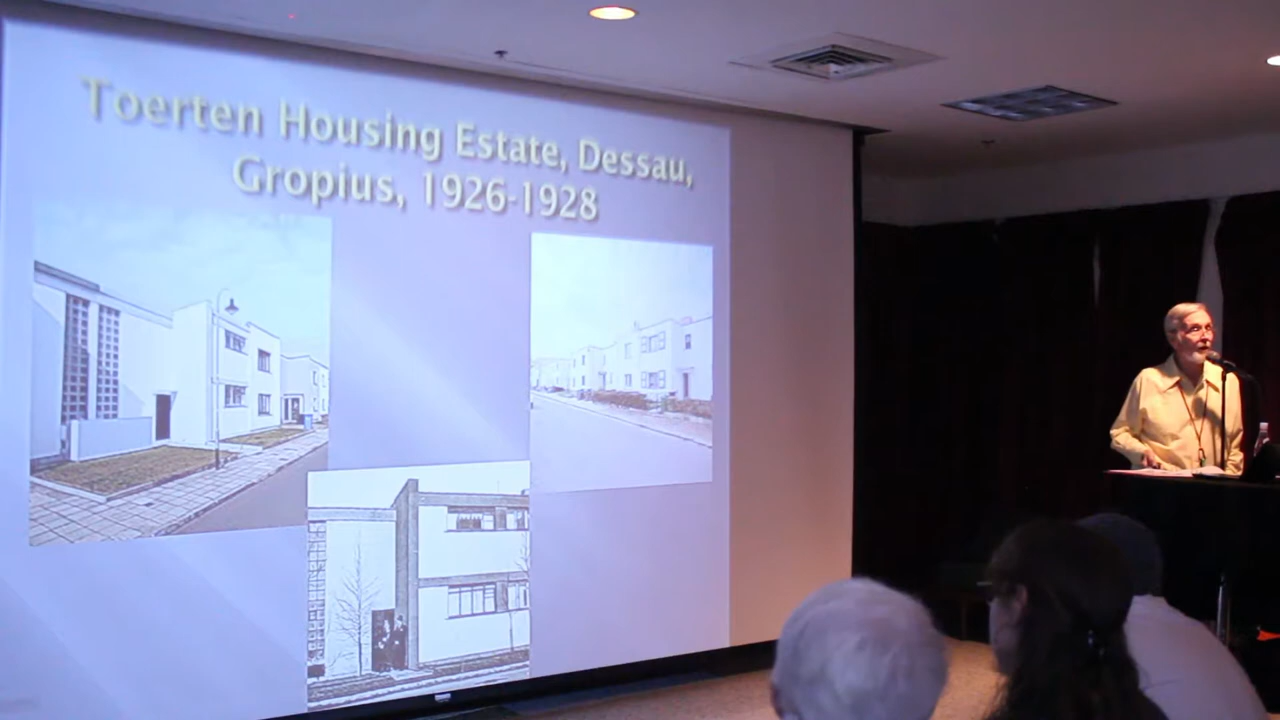 Toerten Housing Estate, Dessau,
Gropius, 1926-1928